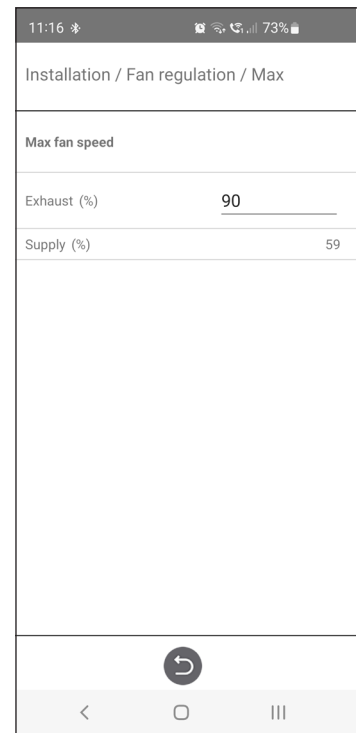 11:16 73%
Installation / Fan regulation / Max
Max fan speed
Exhaust (%) 90
Supply (%) 59